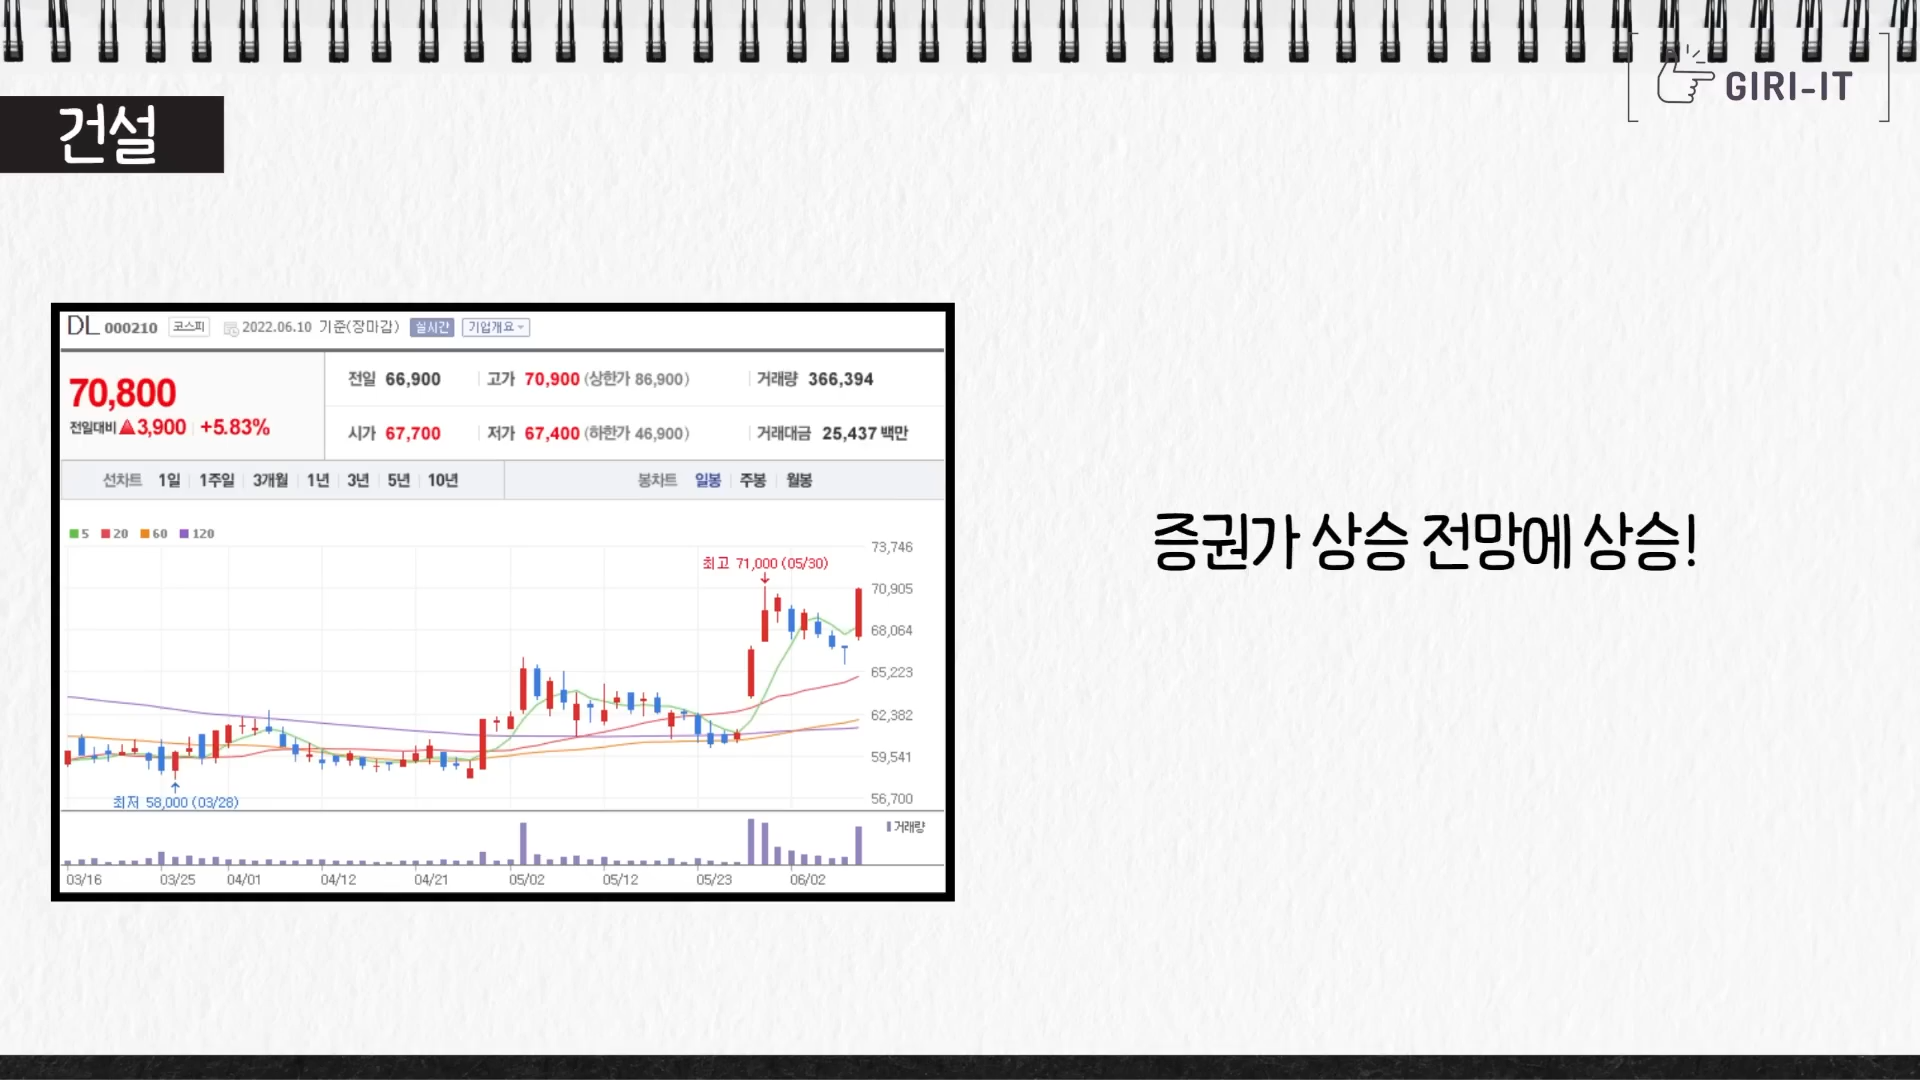 GIRI-IT
건설
DL 000210 코스피 2022.06.10 기준(장마감) 실시간 기업개요
70,800
전일대비 ▲3,900 +5.83%
전일 66,900 고가 70,900 (상한가 86,900) 거래량 366,394
시가 67,700 저가 67,400 (하한가 46,900) 거래대금 25,437 백만
선차트 1일 1주일 3개월 1년 3년 5년 10년 봉차트 일봉 주봉 월봉
5 20 60 120
73,746
최고 71,000 (05/30)
70,905
68,064
65,223
62,382
59,541
56,700
최저 58,000 (03/28)
거래량
03/16 03/25 04/01 04/12 04/21 05/02 05/12 05/23 06/02
증권가 상승 전망에 상승!